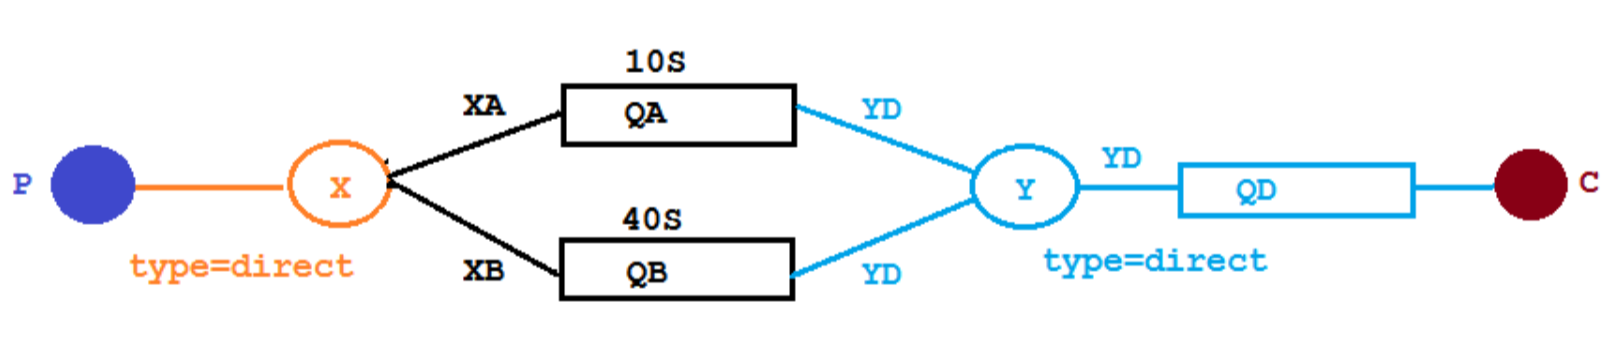 P
X
type=direct
XA
XB
10S
QA
40S
QB
YD
YD
Y
type=direct
YD
QD
C